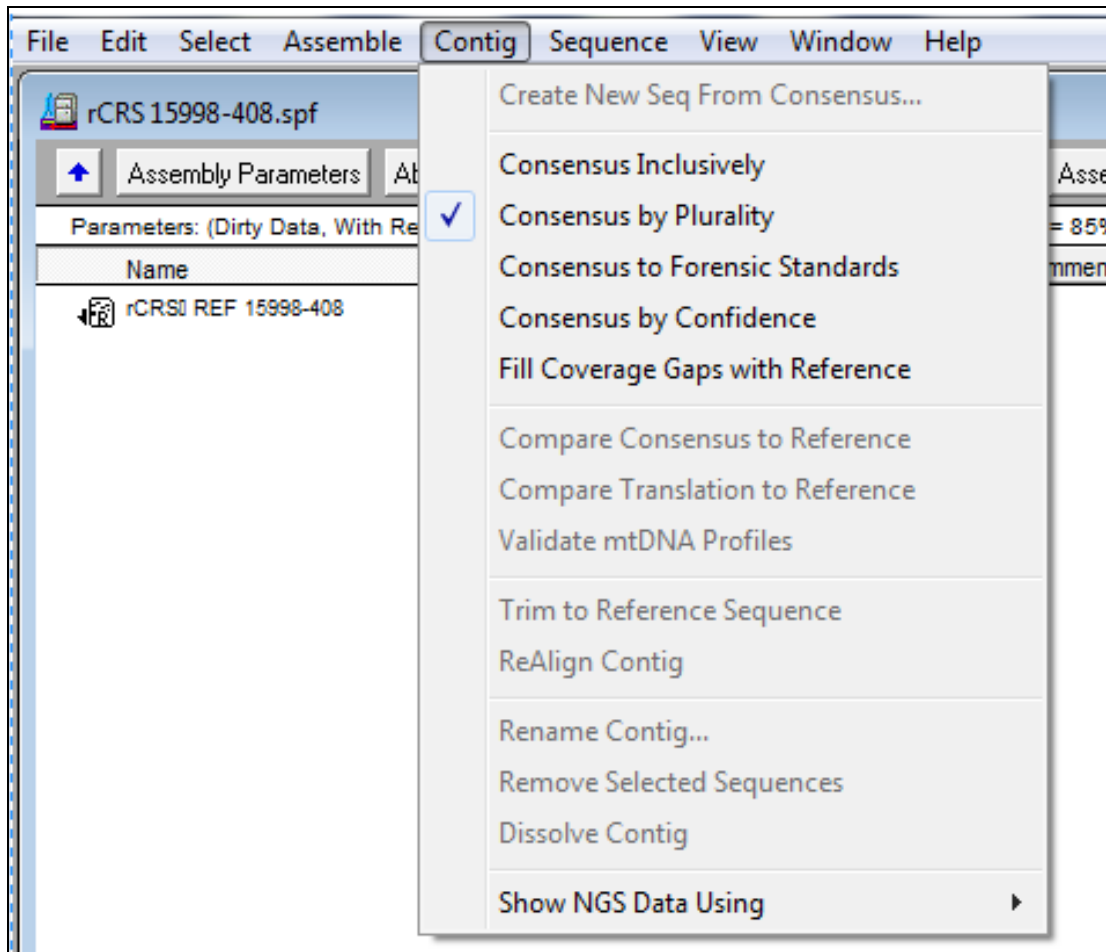 File Edit Select Assemble Contig Sequence View Window Help
rCRS 15998-408.spf
Assembly Parameters
Parameters: (Dirty Data, With
= 85%
Name
rCRS REF 15998-408
Create New Seq From Consensus...
Consensus Inclusively
✓ Consensus by Plurality
Consensus to Forensic Standards
Consensus by Confidence
Fill Coverage Gaps with Reference
Compare Consensus to Reference
Compare Translation to Reference
Validate mtDNA Profiles
Trim to Reference Sequence
ReAlign Contig
Rename Contig...
Remove Selected Sequences
Dissolve Contig
Show NGS Data Using